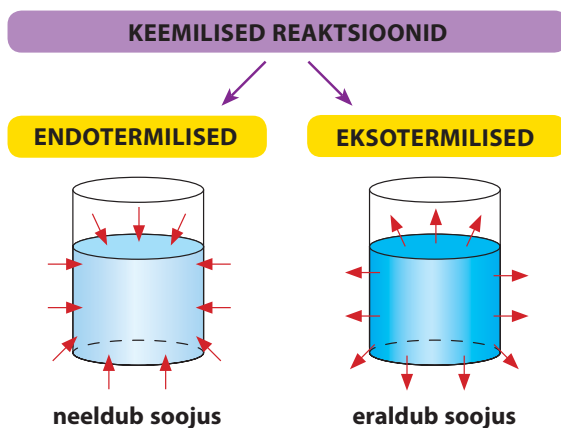 KEEMILISED REAKTSIOONID
ENDOTERMILISED
EKSOTERMILISED
neeldub soojus
eraldub soojus